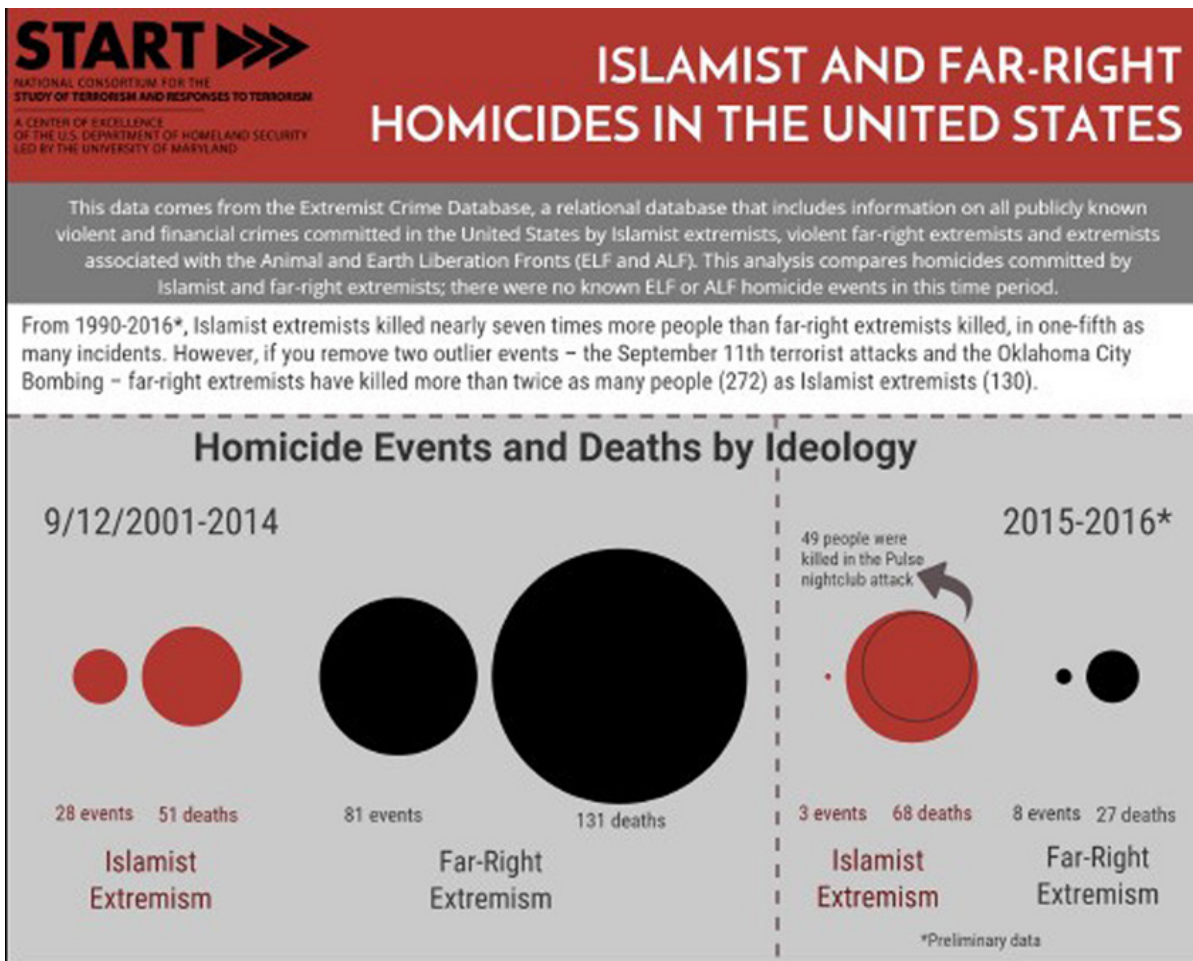 START
NATIONAL CONSORTIUM FOR THE
STUDY OF TERRORISM AND RESPONSES TO TERRORISM
A CENTER OF EXCELLENCE
OF THE U.S. DEPARTMENT OF HOMELAND SECURITY
LED BY THE UNIVERSITY OF MARYLAND
ISLAMIST AND FAR-RIGHT
HOMICIDES IN THE UNITED STATES
This data comes from the Extremist Crime Database, a relational database that includes information on all publicly known
violent and financial crimes committed in the United States by Islamist extremists, violent far-right extremists and extremists
associated with the Animal and Earth Liberation Fronts (ELF and ALF). This analysis compares homicides committed by
Islamist and far-right extremists; there were no known ELF or ALF homicide events in this time period.
From 1990-2016*, Islamist extremists killed nearly seven times more people than far-right extremists killed, in one-fifth as
many incidents. However, if you remove two outlier events – the September 11th terrorist attacks and the Oklahoma City
Bombing – far-right extremists have killed more than twice as many people (272) as Islamist extremists (130).
Homicide Events and Deaths by Ideology
9/12/2001-2014
28 events 51 deaths
Islamist
Extremism
81 events 131 deaths
Far-Right
Extremism
2015-2016*
49 people were
killed in the Pulse
nightclub attack
3 events 68 deaths
Islamist
Extremism
8 events 27 deaths
Far-Right
Extremism
*Preliminary data